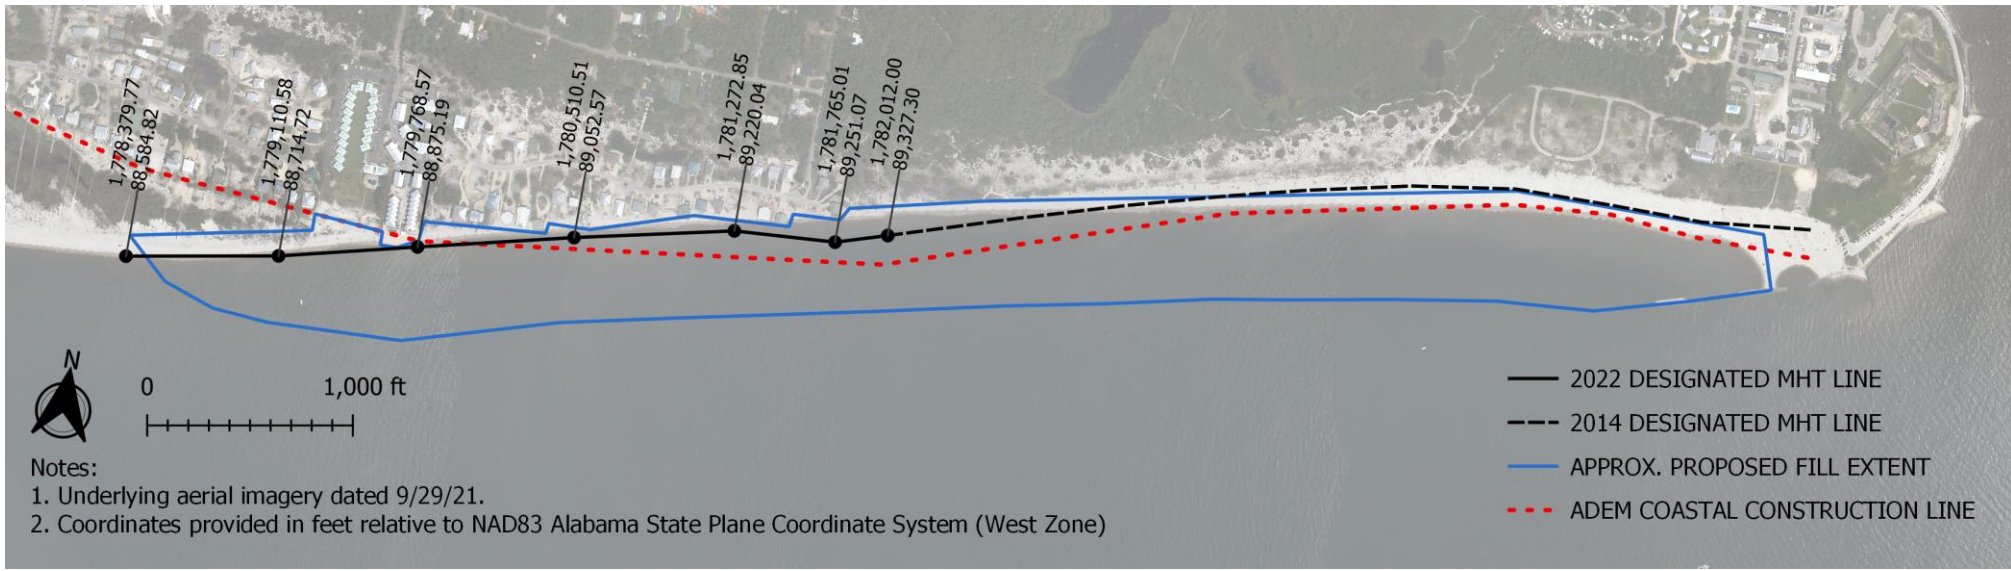 1,778,379.77
88,584.82
1,779,110.58
88,714.72
1,779,768.57
88,875.19
1,780,510.51
89,052.57
1,781,272.85
89,220.04
1,781,765.01
89,251.07
1,782,012.00
89,327.30
N
0 1,000 ft
Notes:
1. Underlying aerial imagery dated 9/29/21.
2. Coordinates provided in feet relative to NAD83 Alabama State Plane Coordinate System (West Zone)
2022 DESIGNATED MHT LINE
2014 DESIGNATED MHT LINE
APPROX. PROPOSED FILL EXTENT
ADEM COASTAL CONSTRUCTION LINE